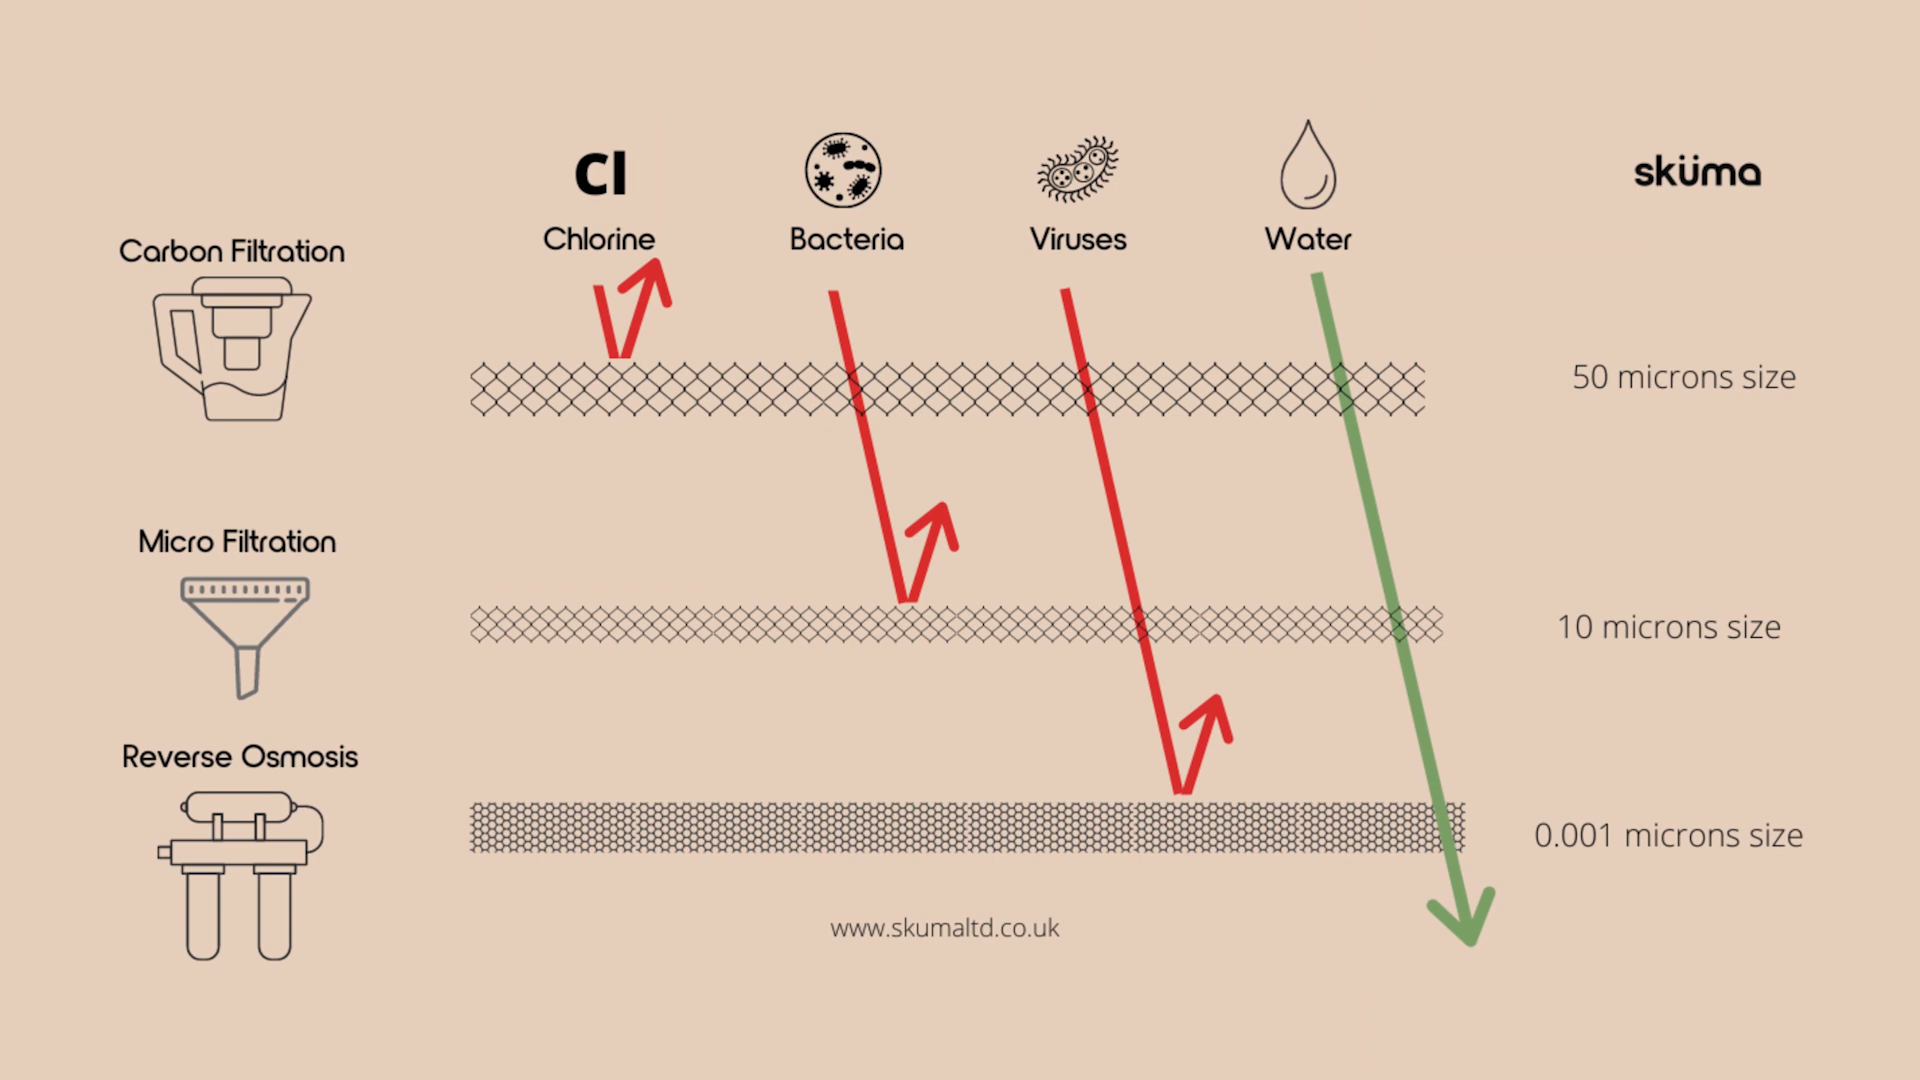 Cl
sküma
Chlorine
Bacteria
Viruses
Water
Carbon Filtration
50 microns size
Micro Filtration
10 microns size
Reverse Osmosis
0.001 microns size
www.skumaltd.co.uk